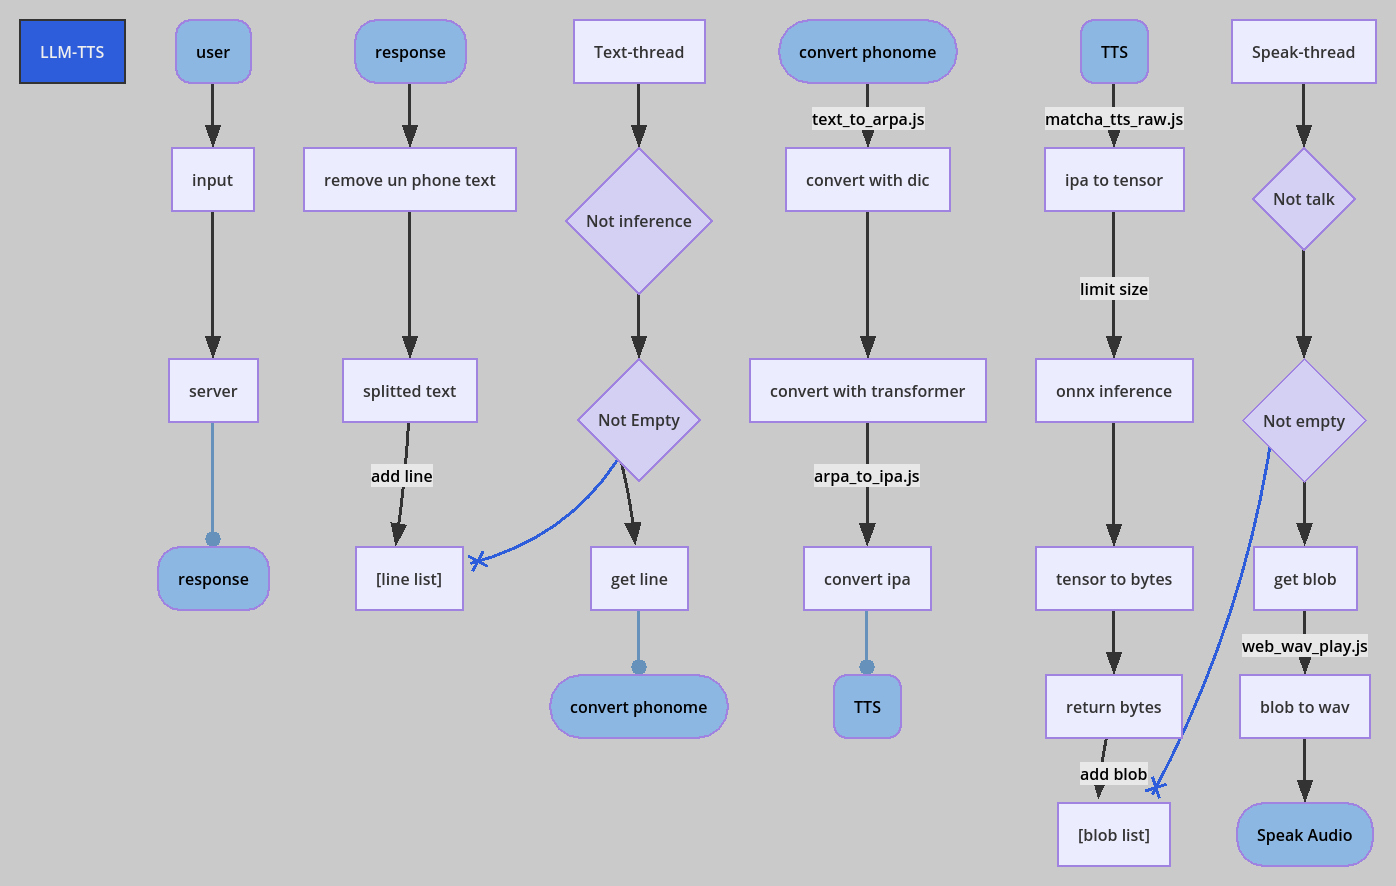 LLM-TTS
user
input
server
response
response
remove un phone text
splitted text
add line
[line list]
Text-thread
Not inference
Not Empty
get line
convert phonome
convert phonome
text_to_arpa.js
convert with dic
convert with transformer
arpa_to_ipa.js
convert ipa
TTS
TTS
matcha_tts_raw.js
ipa to tensor
limit size
onnx inference
tensor to bytes
return bytes
add blob
[blob list]
Speak-thread
Not talk
Not empty
get blob
web_wav_play.js
blob to wav
Speak Audio